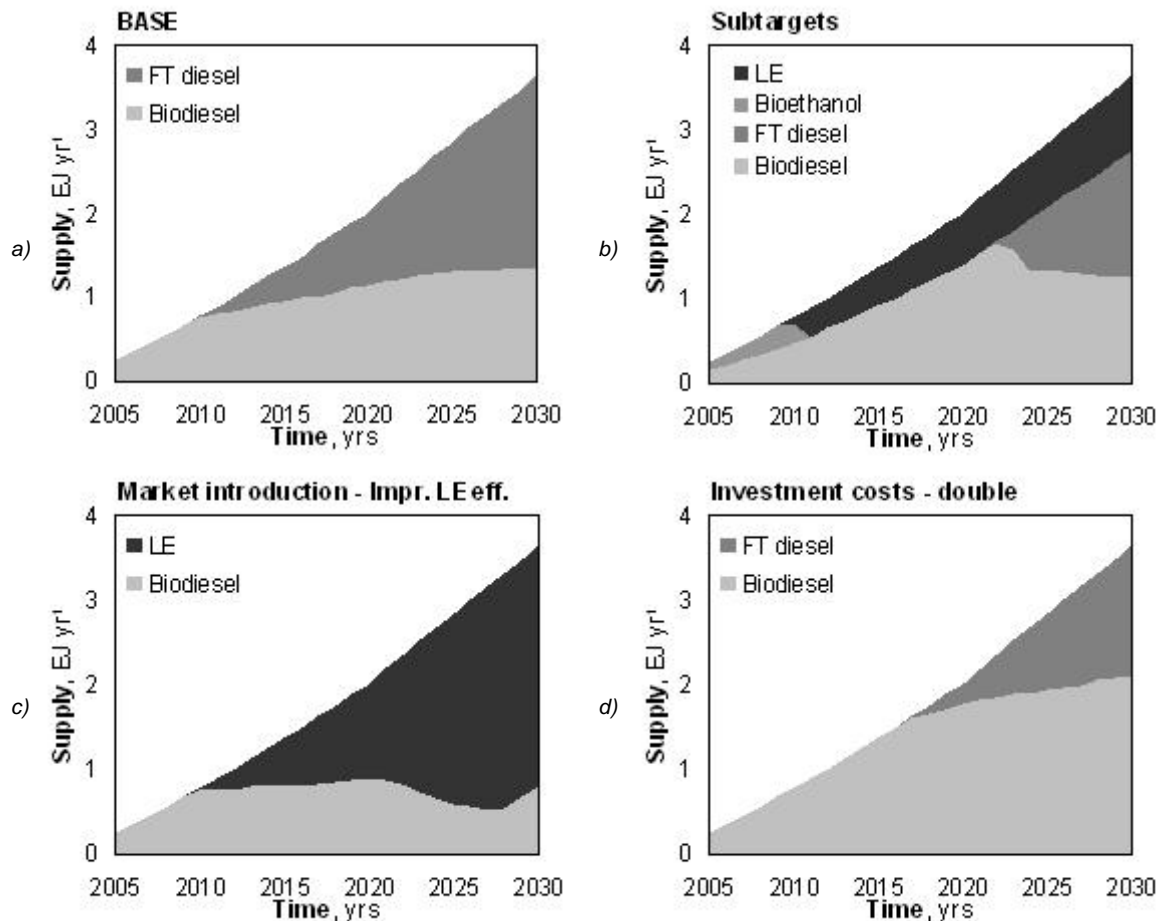 BASE
4
3
2
1
0
FT diesel
Biodiesel
Supply, EJ yr'
a)
2005 2010 2015 2020 2025 2030
Time, yrs
Subtargets
4
3
2
1
0
LE
Bioethanol
FT diesel
Biodiesel
Supply, EJ yr'
b)
2005 2010 2015 2020 2025 2030
Time, yrs
Market introduction - Impr. LE eff.
4
3
2
1
0
LE
Biodiesel
Supply, EJ yr'
c)
2005 2010 2015 2020 2025 2030
Time, yrs
Investment costs - double
4
3
2
1
0
FT diesel
Biodiesel
Supply, EJ yr'
d)
2005 2010 2015 2020 2025 2030
Time, yrs